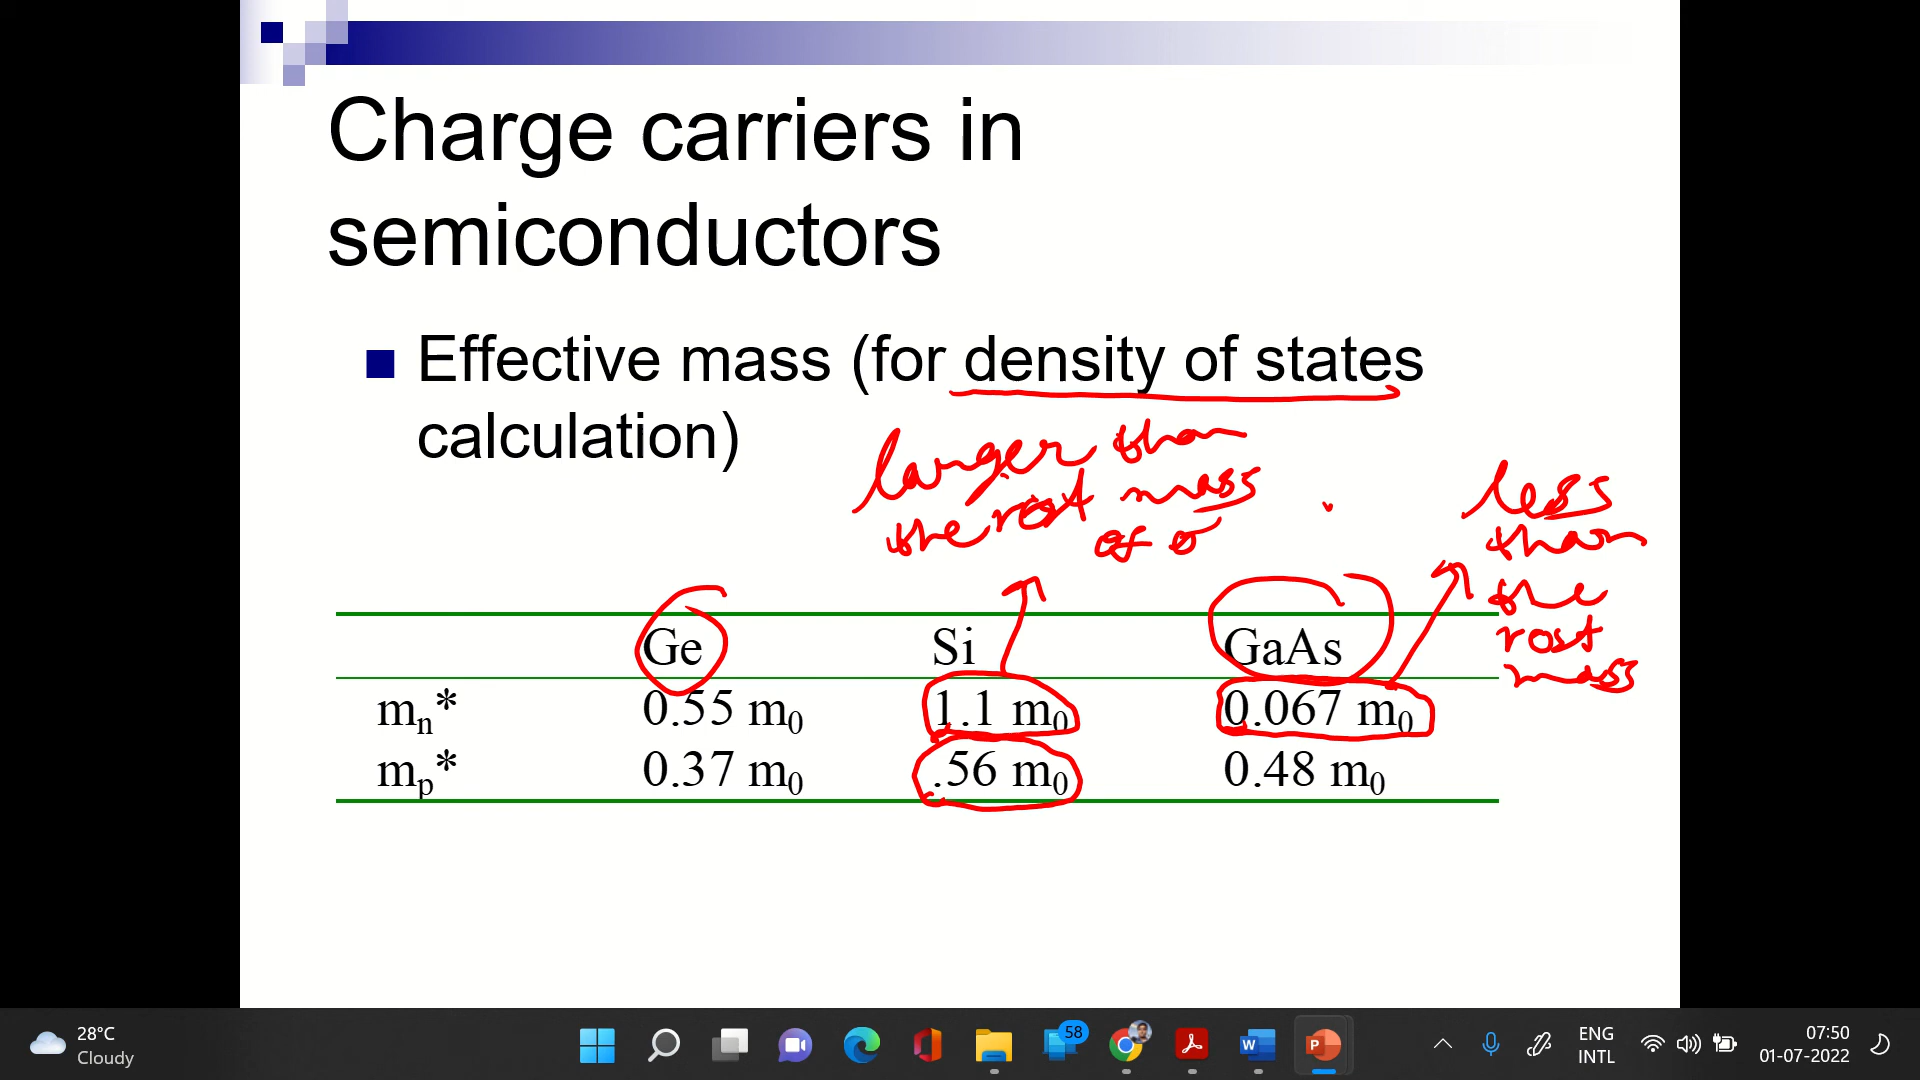 Charge carriers in
semiconductors
Effective mass (for density of states
calculation)
larger than
the rest mass
of
less
than
the
rest
mass
Ge Si GaAs
mn* 0.55 m0 1.1 m0 0.067 m0
mp* 0.37 m0 .56 m0 0.48 m0
28°C
Cloudy
58
ENG
INTL
07:50
01-07-2022